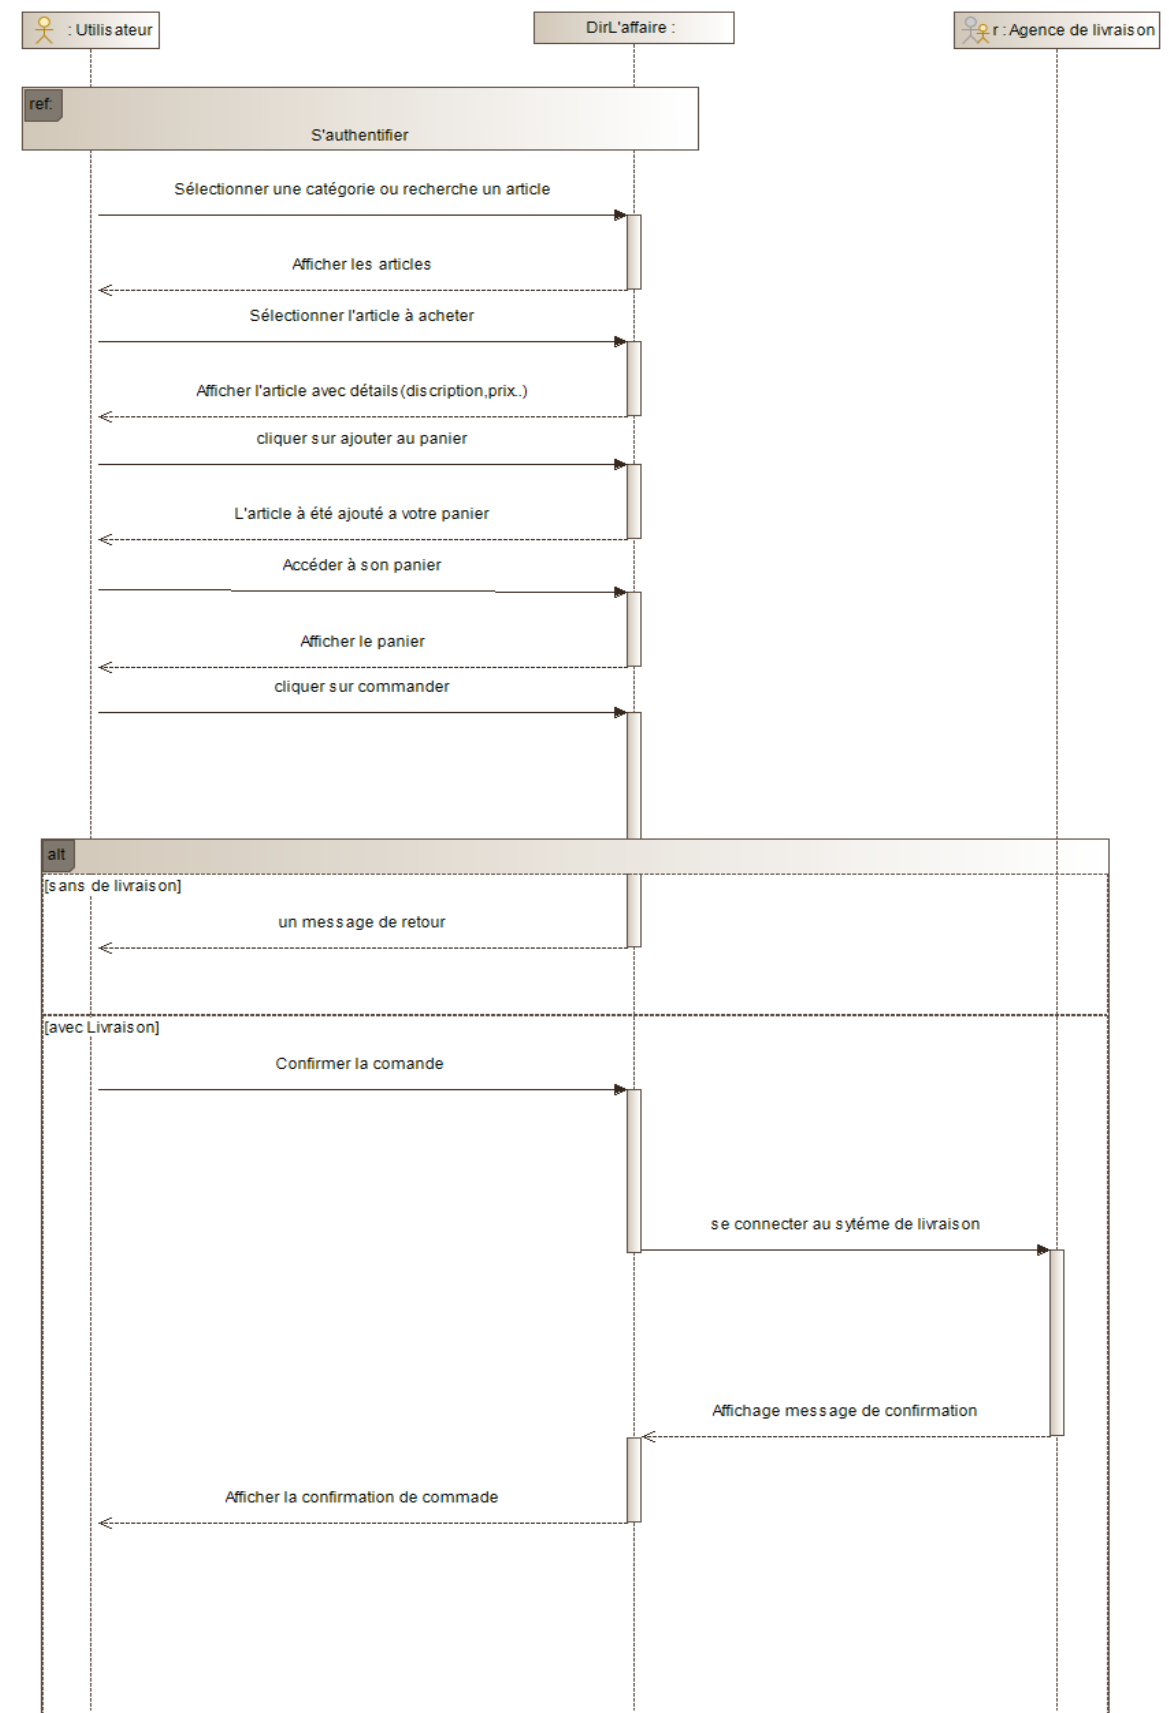 : Utilisateur
DirL'affaire :
r : Agence de livraison
ref:
S'authentifier
Sélectionner une catégorie ou recherche un article
Afficher les articles
Sélectionner l'article à acheter
Afficher l'article avec détails(discription,prix..)
cliquer sur ajouter au panier
L'article à été ajouté a votre panier
Accéder à son panier
Afficher le panier
cliquer sur commander
alt
[sans de livraison]
un message de retour
[avec Livraison]
Confirmer la comande
se connecter au sytéme de livraison
Affichage message de confirmation
Afficher la confirmation de commade